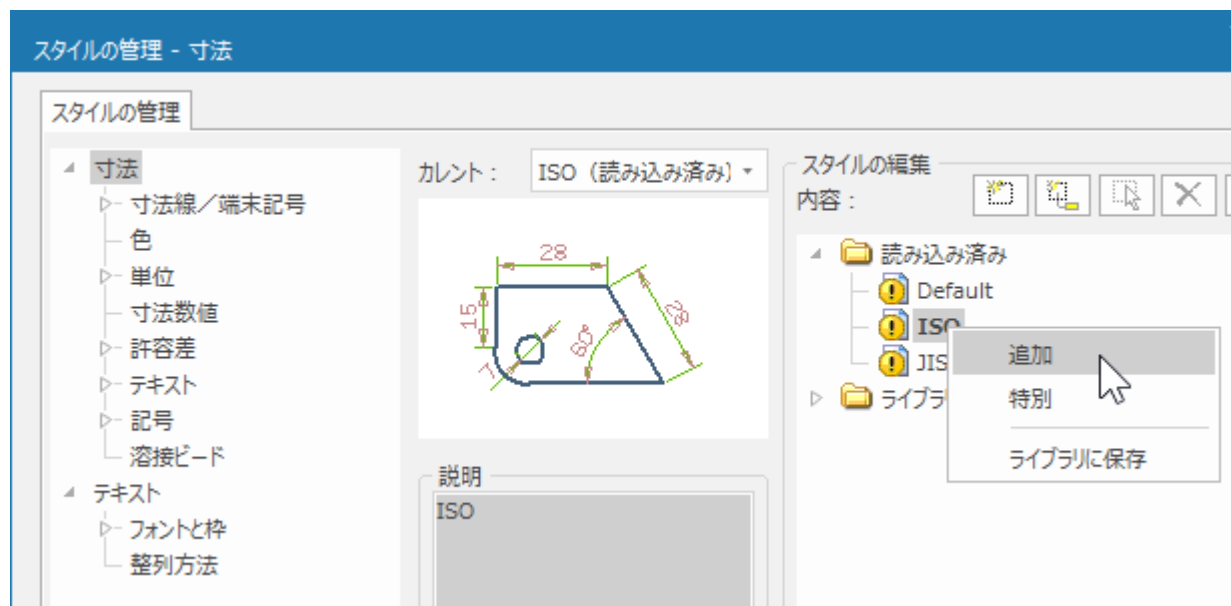 スタイルの管理 - 寸法
スタイルの管理
寸法
寸法線／端末記号
色
単位
寸法数値
許容差
テキスト
記号
溶接ビード
テキスト
フォントと枠
整列方法
カレント：
ISO（読み込み済み）
28
15
7
60°
説明
ISO
スタイルの編集
内容：
読み込み済み
Default
ISO
JIS
ライブラ
追加
特別
ライブラリに保存